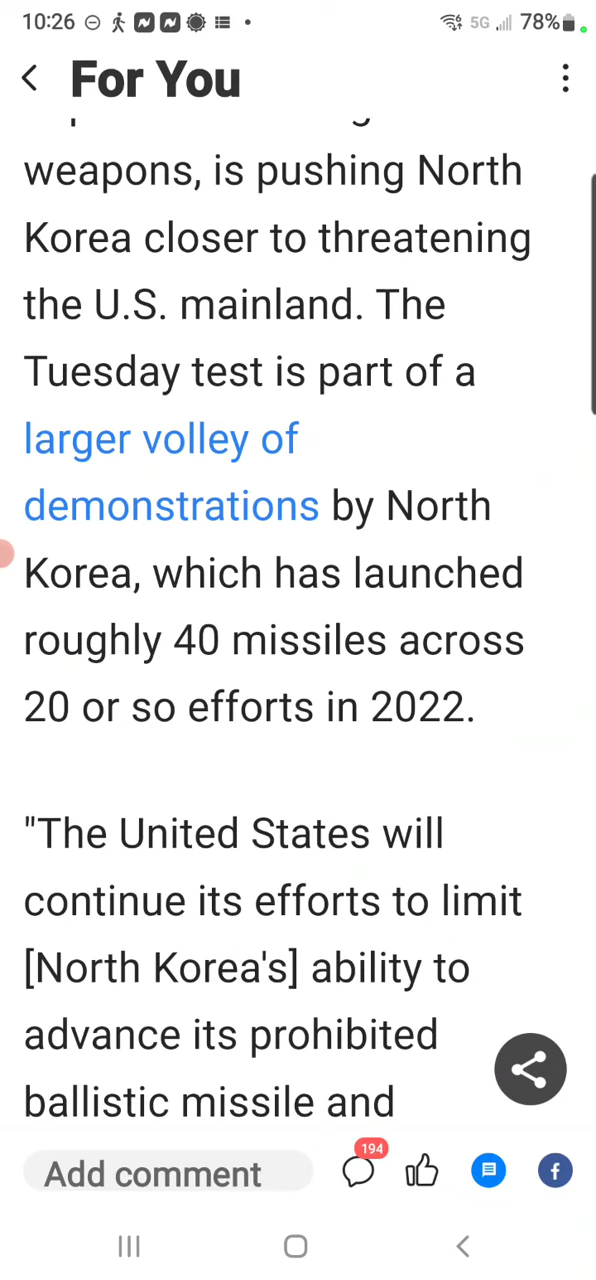 10:26
5G
78%
For You
weapons, is pushing North
Korea closer to threatening
the U.S. mainland. The
Tuesday test is part of a
larger volley of
demonstrations by North
Korea, which has launched
roughly 40 missiles across
20 or so efforts in 2022.
"The United States will
continue its efforts to limit
[North Korea's] ability to
advance its prohibited
ballistic missile and
Add comment
194